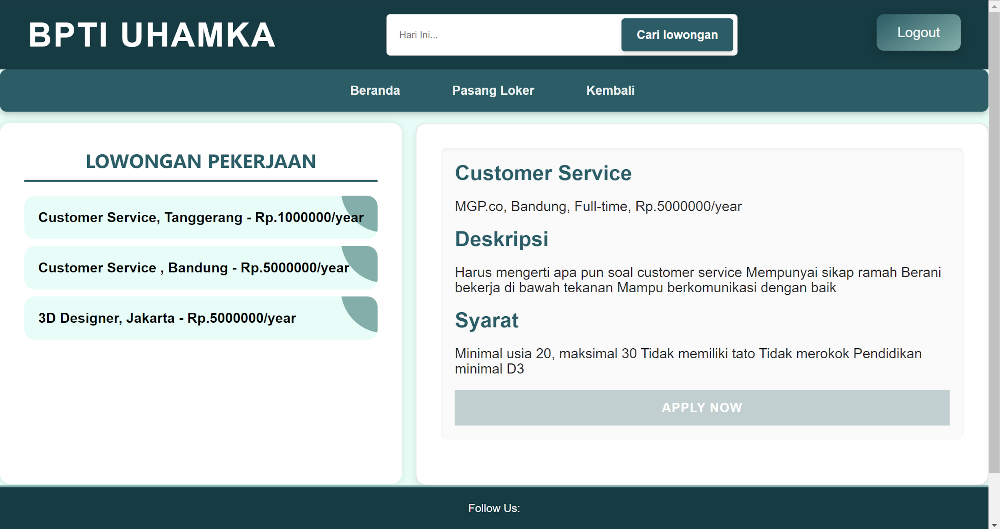 BPTI UHAMKA
Hari Ini...
Cari lowongan
Logout
Beranda
Pasang Loker
Kembali
LOWONGAN PEKERJAAN
Customer Service, Tanggerang - Rp.1000000/year
Customer Service , Bandung - Rp.5000000/year
3D Designer, Jakarta - Rp.5000000/year
Customer Service
MGP.co, Bandung, Full-time, Rp.5000000/year
Deskripsi
Harus mengerti apa pun soal customer service Mempunyai sikap ramah Berani
bekerja di bawah tekanan Mampu berkomunikasi dengan baik
Syarat
Minimal usia 20, maksimal 30 Tidak memiliki tato Tidak merokok Pendidikan
minimal D3
APPLY NOW
Follow Us: